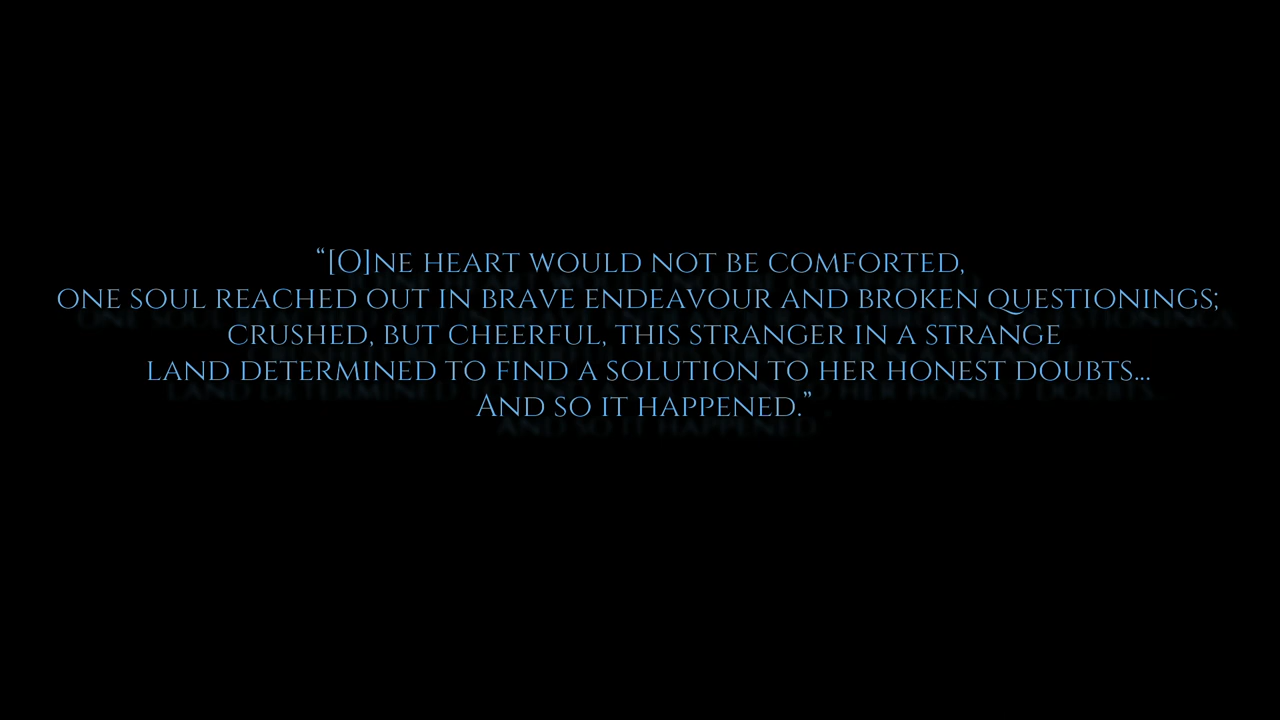 “[O]ne heart would not be comforted,
one soul reached out in brave endeavour and broken questionings;
crushed, but cheerful, this stranger in a strange
land determined to find a solution to her honest doubts...
And so it happened.”